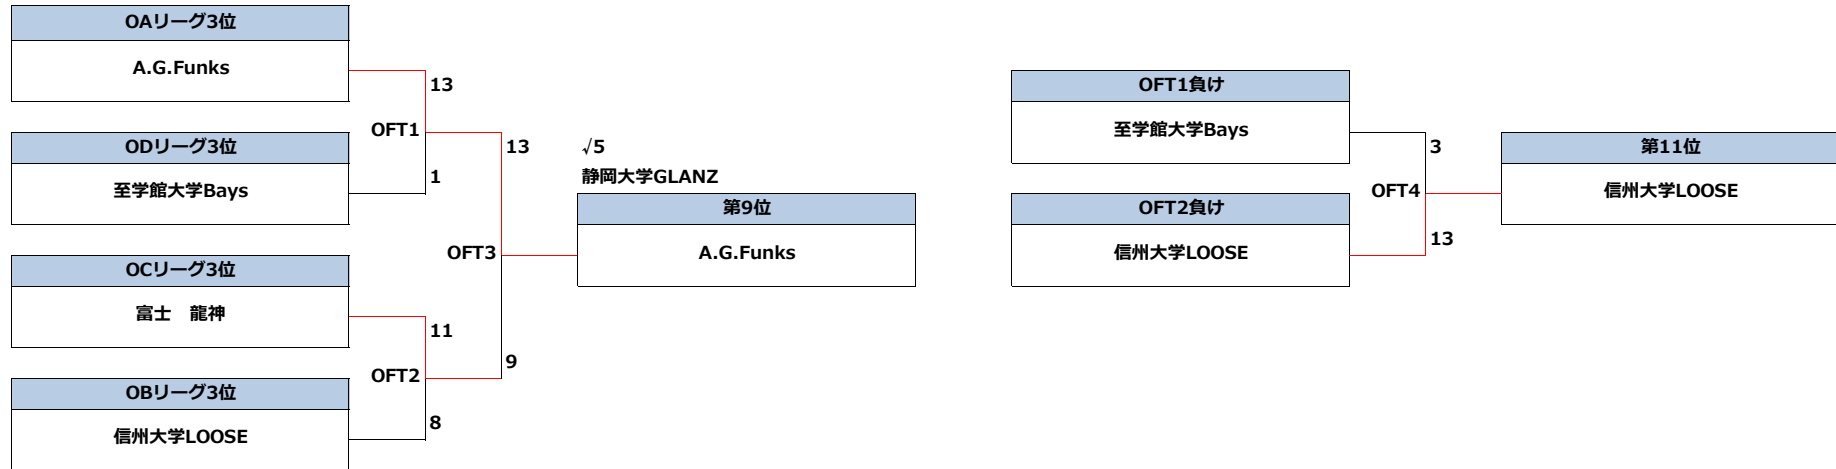 OAリーグ3位
A.G.Funks
13
OFT1
ODリーグ3位
至学館大学Bays
1
13
√5
静岡大学GLANZ
OFT3
第9位
A.G.Funks
OCリーグ3位
富士　龍神
11
OFT2
9
OBリーグ3位
信州大学LOOSE
8
OFT1負け
至学館大学Bays
3
OFT4
第11位
信州大学LOOSE
OFT2負け
信州大学LOOSE
13